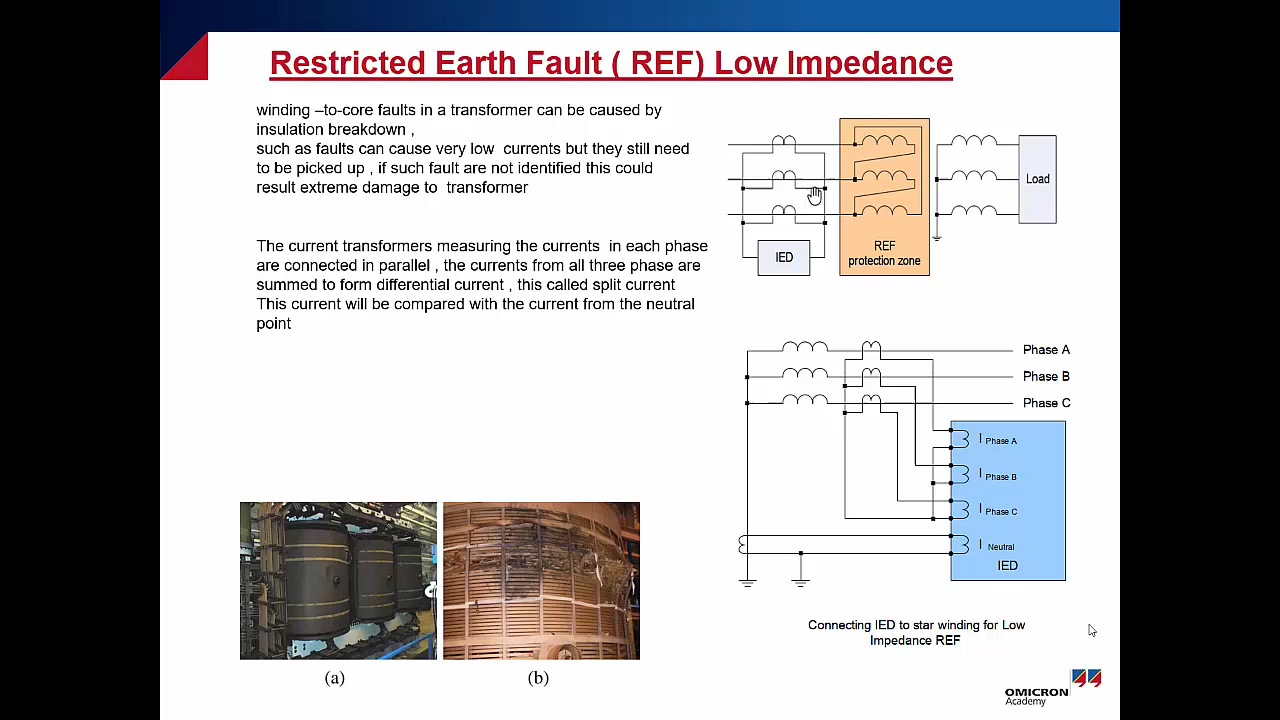 Restricted Earth Fault ( REF) Low Impedance
winding –to-core faults in a transformer can be caused by
insulation breakdown ,
such as faults can cause very low  currents but they still need
to be picked up , if such fault are not identified this could
result extreme damage to  transformer
The current transformers measuring the currents  in each phase
are connected in parallel , the currents from all three phase are
summed to form differential current , this called split current
This current will be compared with the current from the neutral
point
Load
IED
REF
protection zone
Phase A
Phase B
Phase C
I Phase A
I Phase B
I Phase C
I Neutral
IED
Connecting IED to star winding for Low
Impedance REF
(a)
(b)
OMICRON
Academy